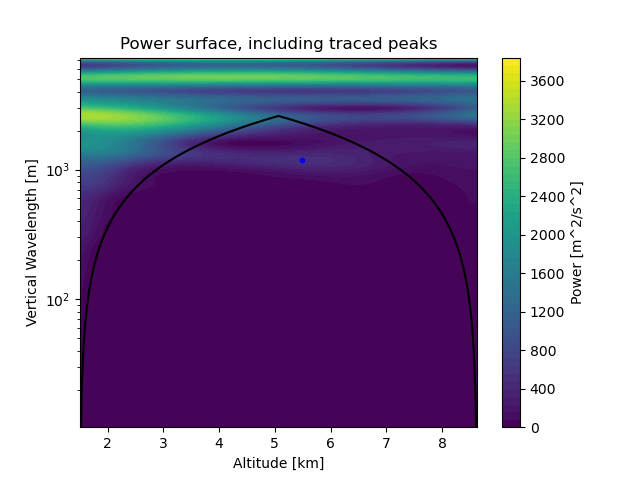 Power surface, including traced peaks
Vertical Wavelength [m]
10^3
10^2
2 3 4 5 6 7 8
Altitude [km]
3600
3200
2800
2400
2000
1600
1200
800
400
0
Power [m^2/s^2]